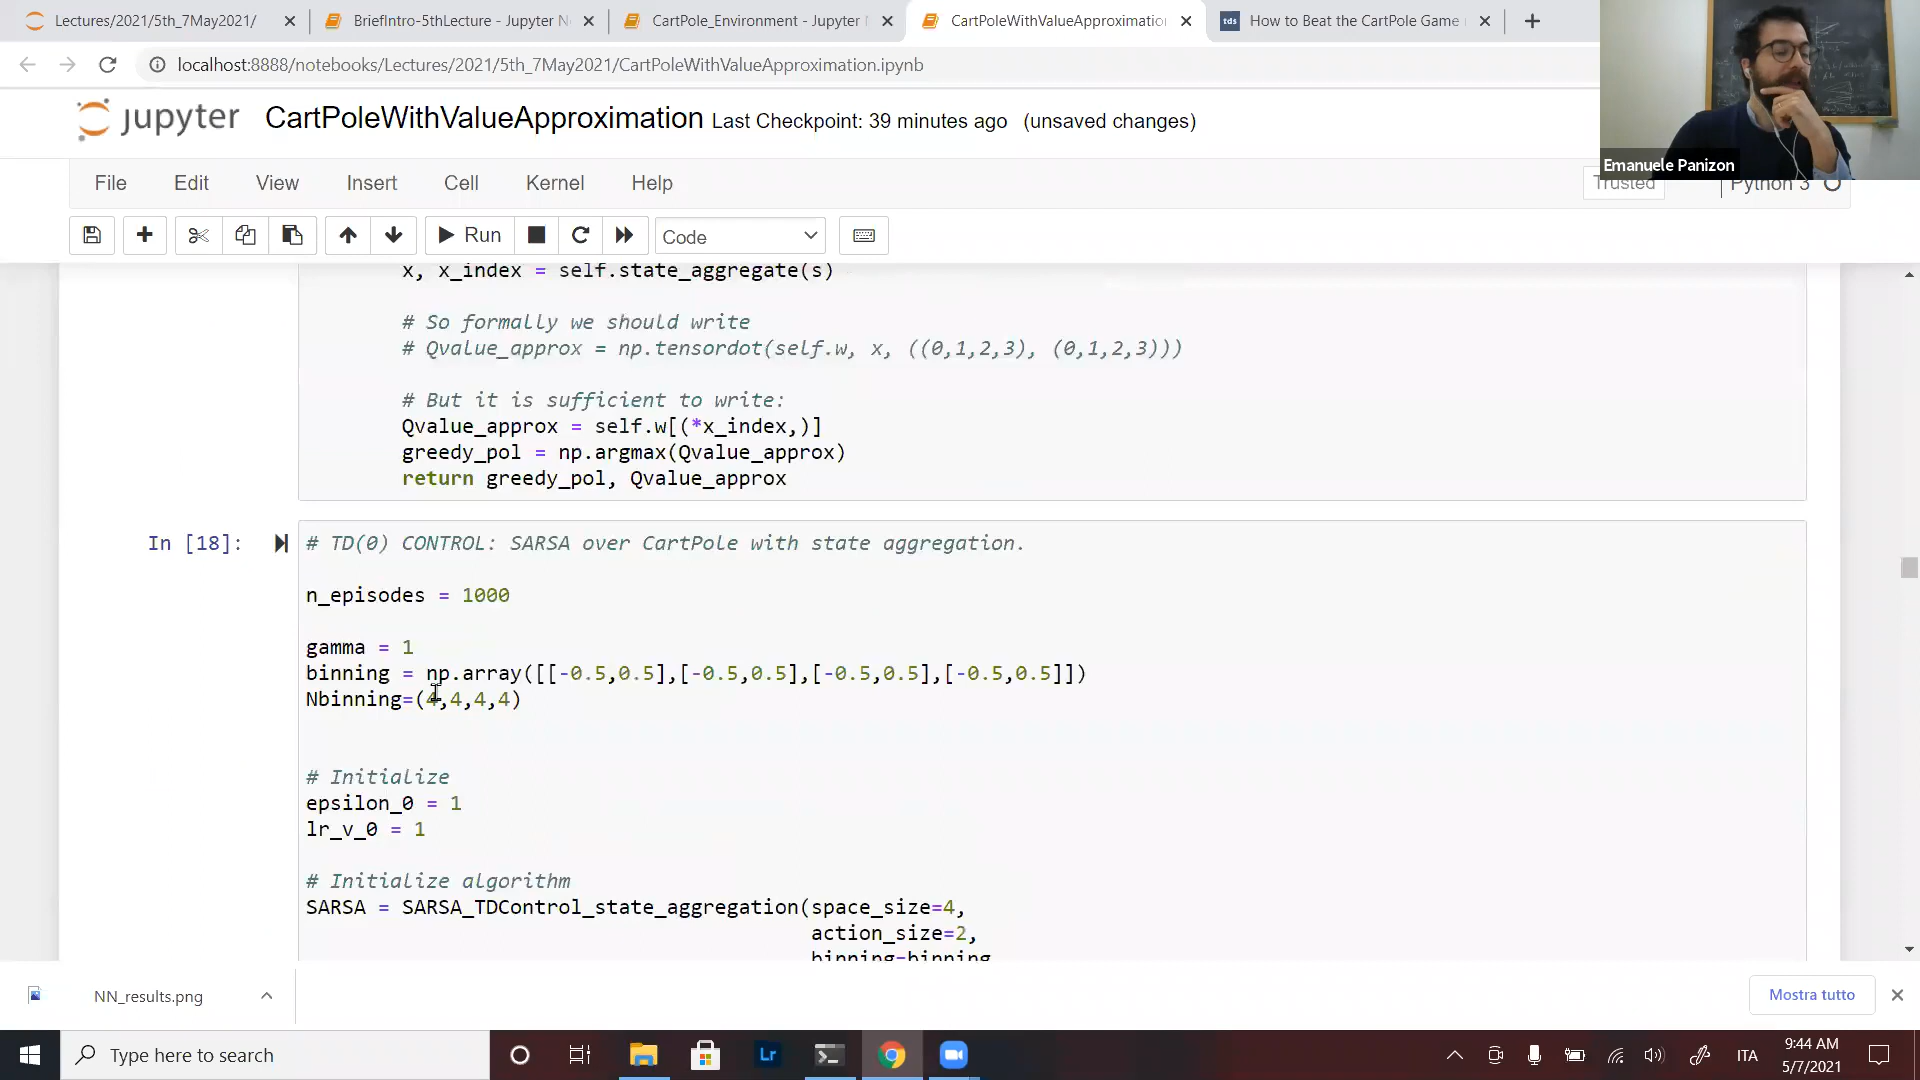 Lectures/2021/5th_7May2021/
BriefIntro-5thLecture - Jupyter N
CartPole_Environment - Jupyter
CartPoleWithValueApproximatio
tds
How to Beat the CartPole Game
localhost:8888/notebooks/Lectures/2021/5th_7May2021/CartPoleWithValueApproximation.ipynb
jupyter CartPoleWithValueApproximation Last Checkpoint: 39 minutes ago (unsaved changes)
Emanuele Panizon
File Edit View Insert Cell Kernel Help
Trusted
Python 3
Run
Code
x, x_index = self.state_aggregate(s)
# So formally we should write
# Qvalue_approx = np.tensordot(self.w, x, ((0,1,2,3), (0,1,2,3)))
# But it is sufficient to write:
Qvalue_approx = self.w[(*x_index,)]
greedy_pol = np.argmax(Qvalue_approx)
return greedy_pol, Qvalue_approx
In [18]:
# TD(0) CONTROL: SARSA over CartPole with state aggregation.
n_episodes = 1000
gamma = 1
binning = np.array([[-0.5,0.5],[-0.5,0.5],[-0.5,0.5],[-0.5,0.5]])
Nbinning=(4,4,4,4)
# Initialize
epsilon_0 = 1
lr_v_0 = 1
# Initialize algorithm
SARSA = SARSA_TDControl_state_aggregation(space_size=4,
action_size=2,
binning=binning
NN_results.png
Mostra tutto
Type here to search
Lr
ITA
9:44 AM
5/7/2021